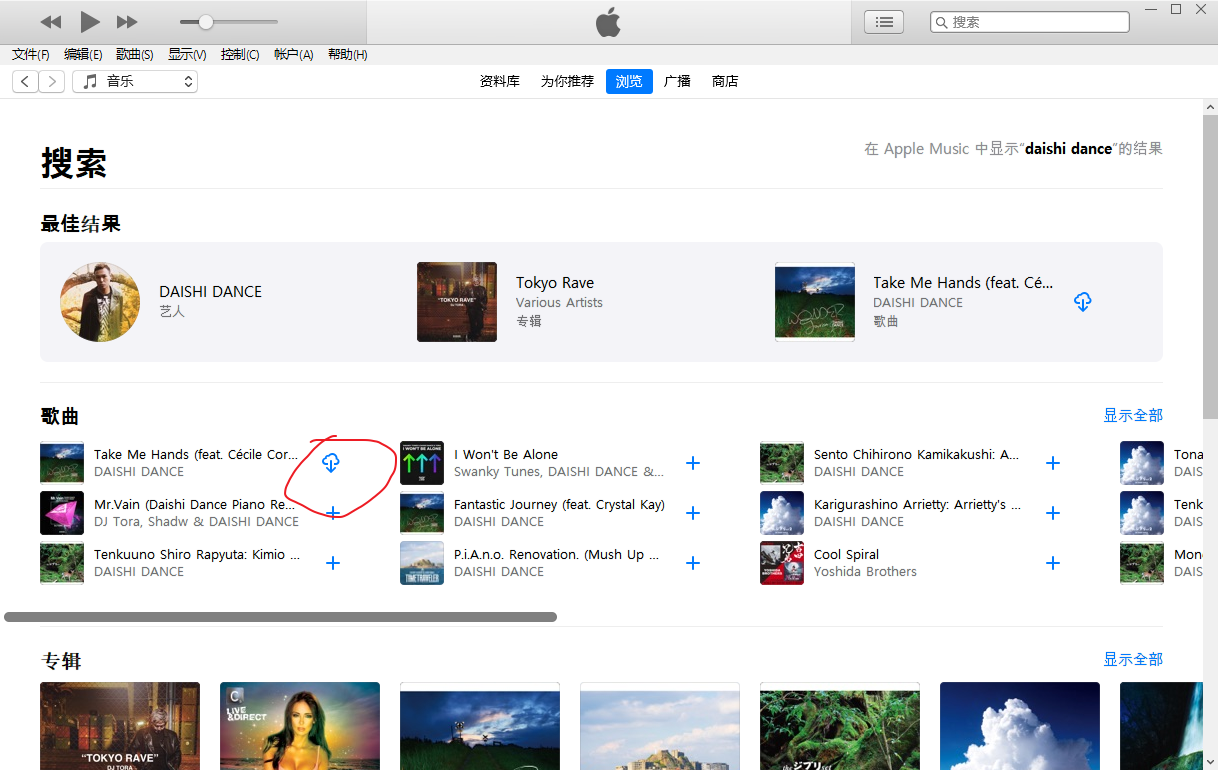 搜索
文件(F) 编辑(E) 歌曲(S) 显示(V) 控制(C) 帐户(A) 帮助(H)
音乐 资料库 为你推荐 浏览 广播 商店
搜索
在 Apple Music 中显示“daishi dance”的结果
最佳结果
DAISHI DANCE
艺人
"TOKYO RAVE"
DJ TORA
Tokyo Rave
Various Artists
专辑
Take Me Hands (feat. Cé...
DAISHI DANCE
歌曲
歌曲
显示全部
Take Me Hands (feat. Cécile Cor...
DAISHI DANCE
Mr.Vain (Daishi Dance Piano Re...
DJ Tora, Shadw & DAISHI DANCE
Tenkuuno Shiro Rapyuta: Kimio ...
DAISHI DANCE
I WON'T BE ALONE
I Won't Be Alone
Swanky Tunes, DAISHI DANCE &...
Fantastic Journey (feat. Crystal Kay)
DAISHI DANCE
TIMETRAVELER
P.i.A.n.o. Renovation. (Mush Up ...
DAISHI DANCE
Sento Chihirono Kamikakushi: A...
DAISHI DANCE
Karigurashino Arrietty: Arrietty's ...
DAISHI DANCE
YOSHIDA
BROTHERS
Cool Spiral
Yoshida Brothers
Tona
DAIS
Tenk
DAIS
Mon
DAIS
专辑
显示全部
"TOKYO RAVE"
DJ TORA
C
LIVE
&DIRECT
the ジブリ set